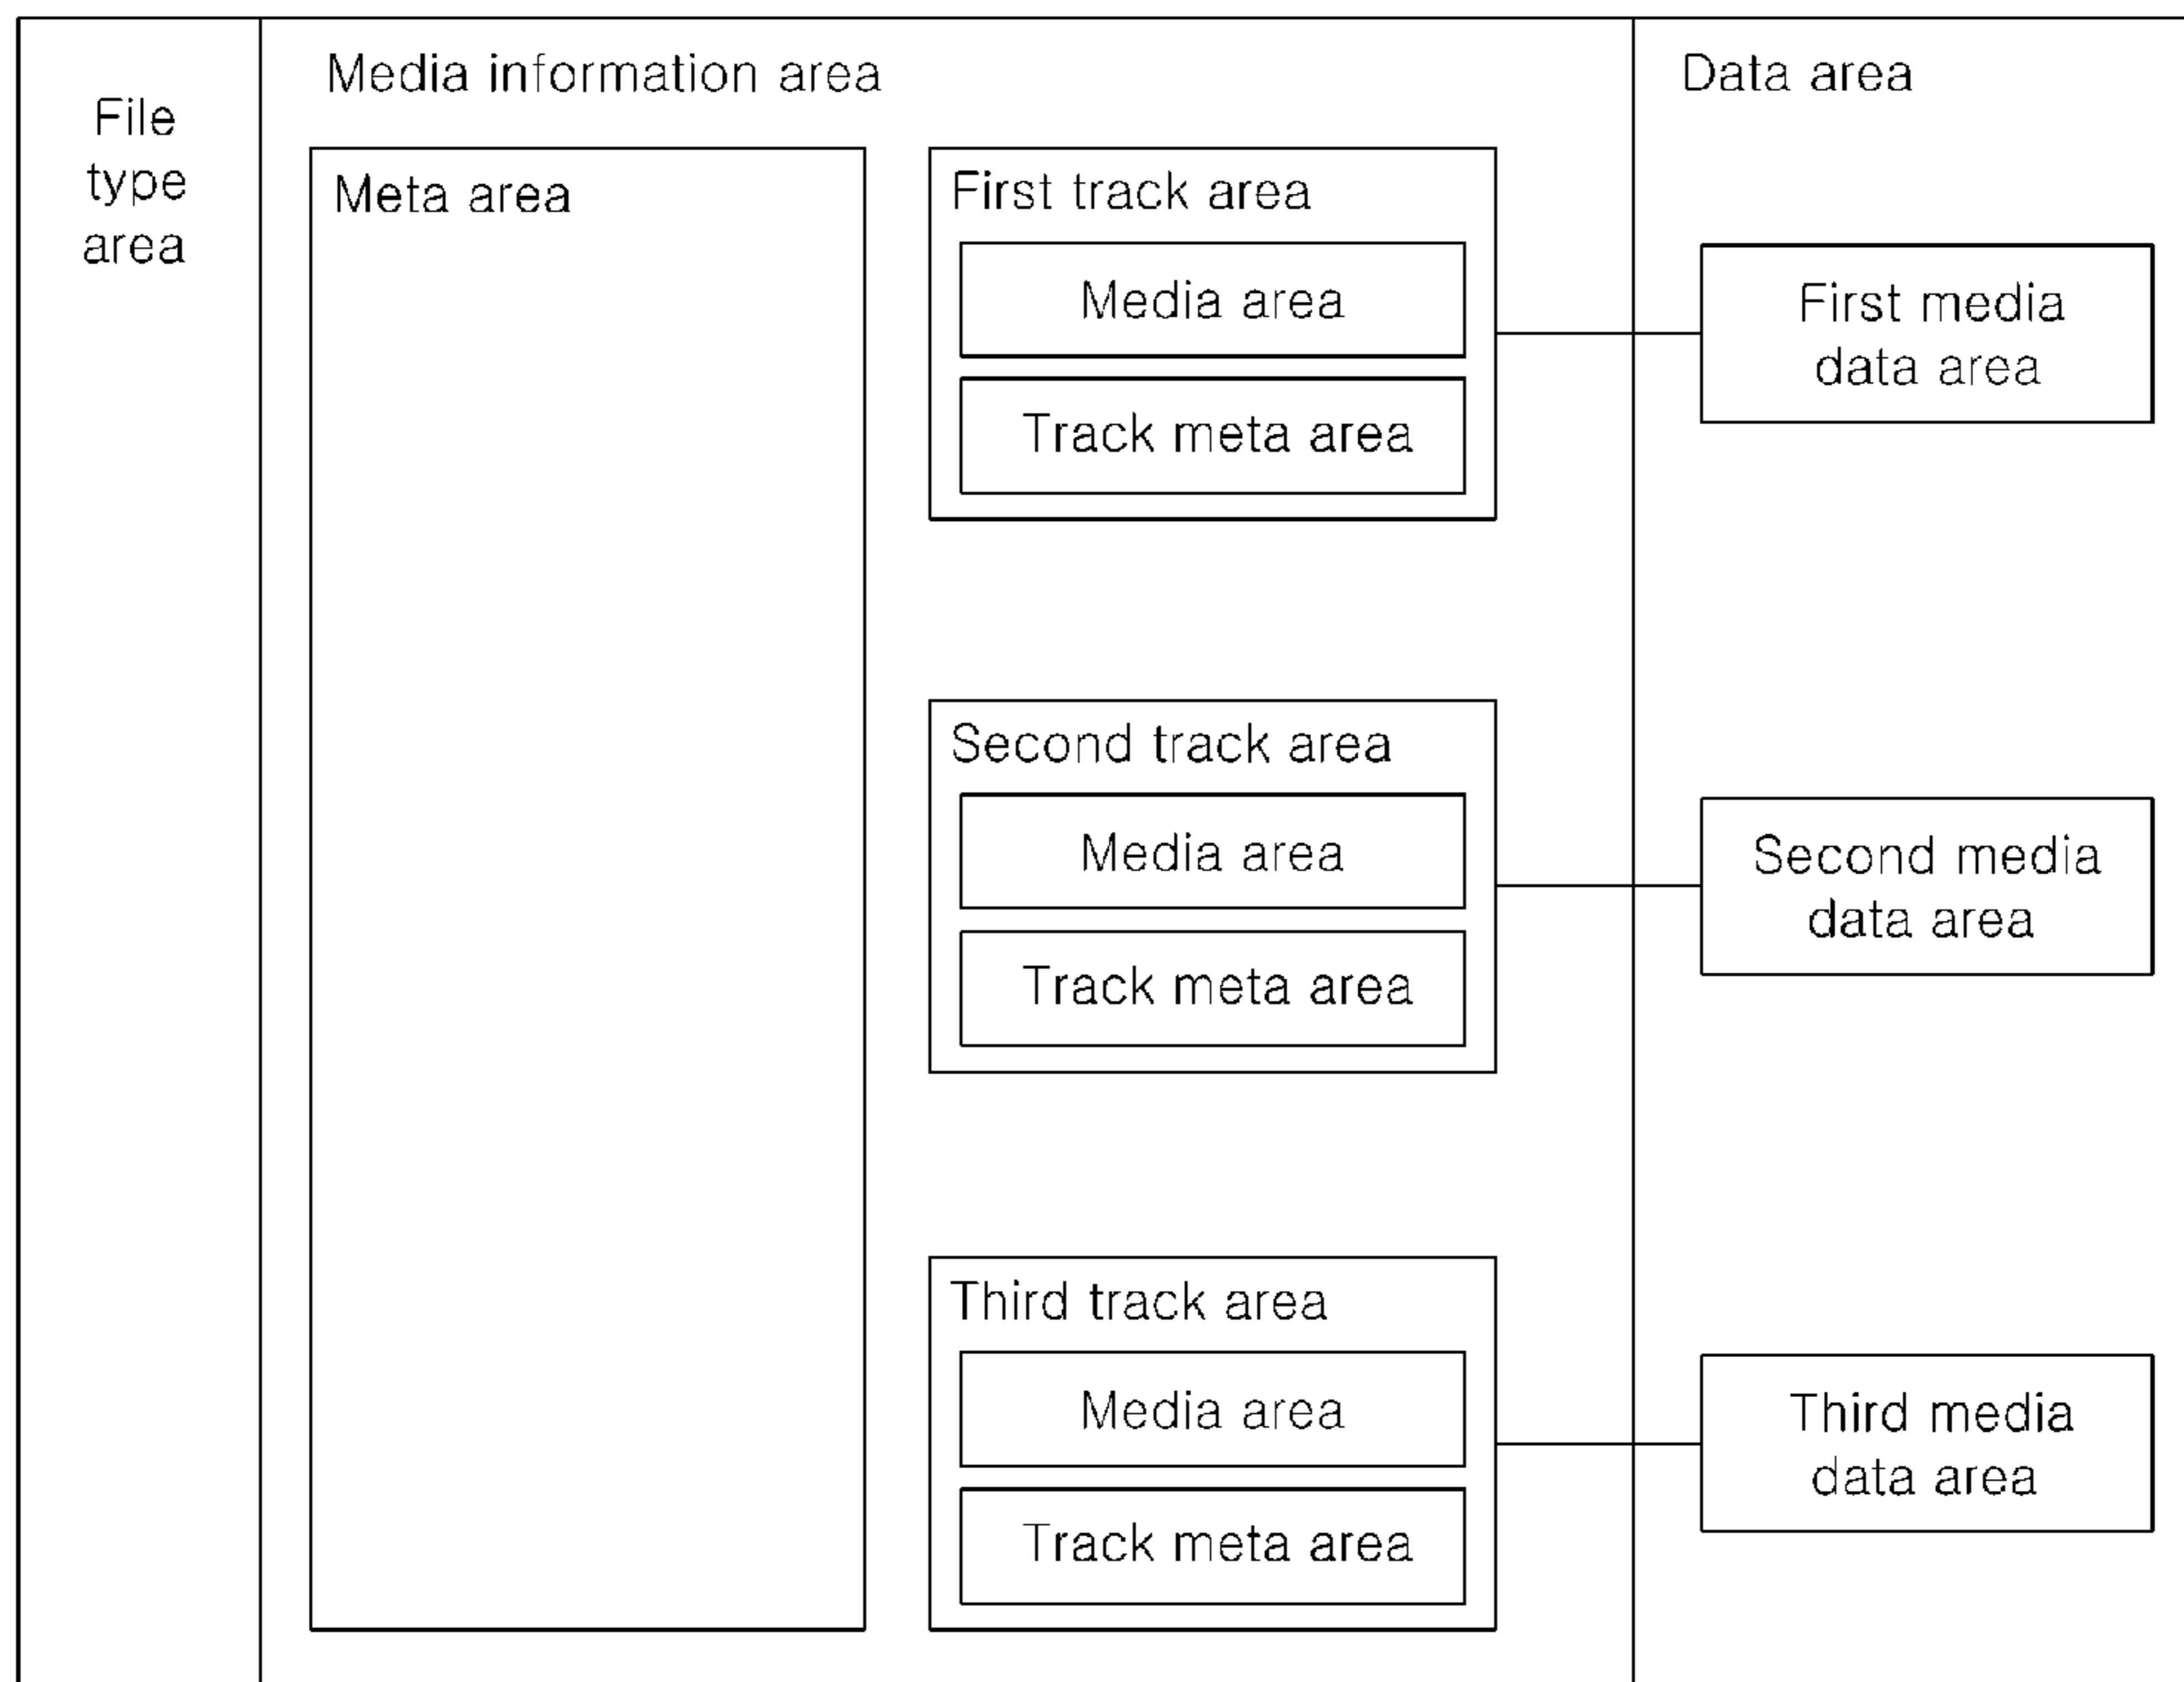 File
type
area
Media information area
Meta area
First track area
Media area
Track meta area
Second track area
Media area
Track meta area
Third track area
Media area
Track meta area
Data area
First media
data area
Second media
data area
Third media
data area